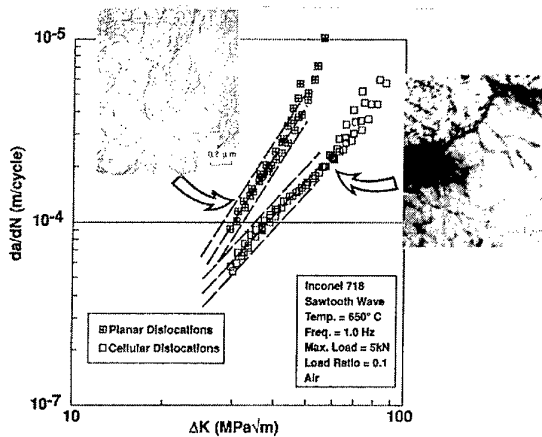 10-5
0.2 μm
da/dN (m/cycle)
10-4
Planar Dislocations
Cellular Dislocations
Inconel 718
Sawtooth Wave
Temp. = 650° C
Freq. = 1.0 Hz
Max. Load = 5kN
Load Ratio = 0.1
Air
10-7
10
100
ΔK (MPa√m)